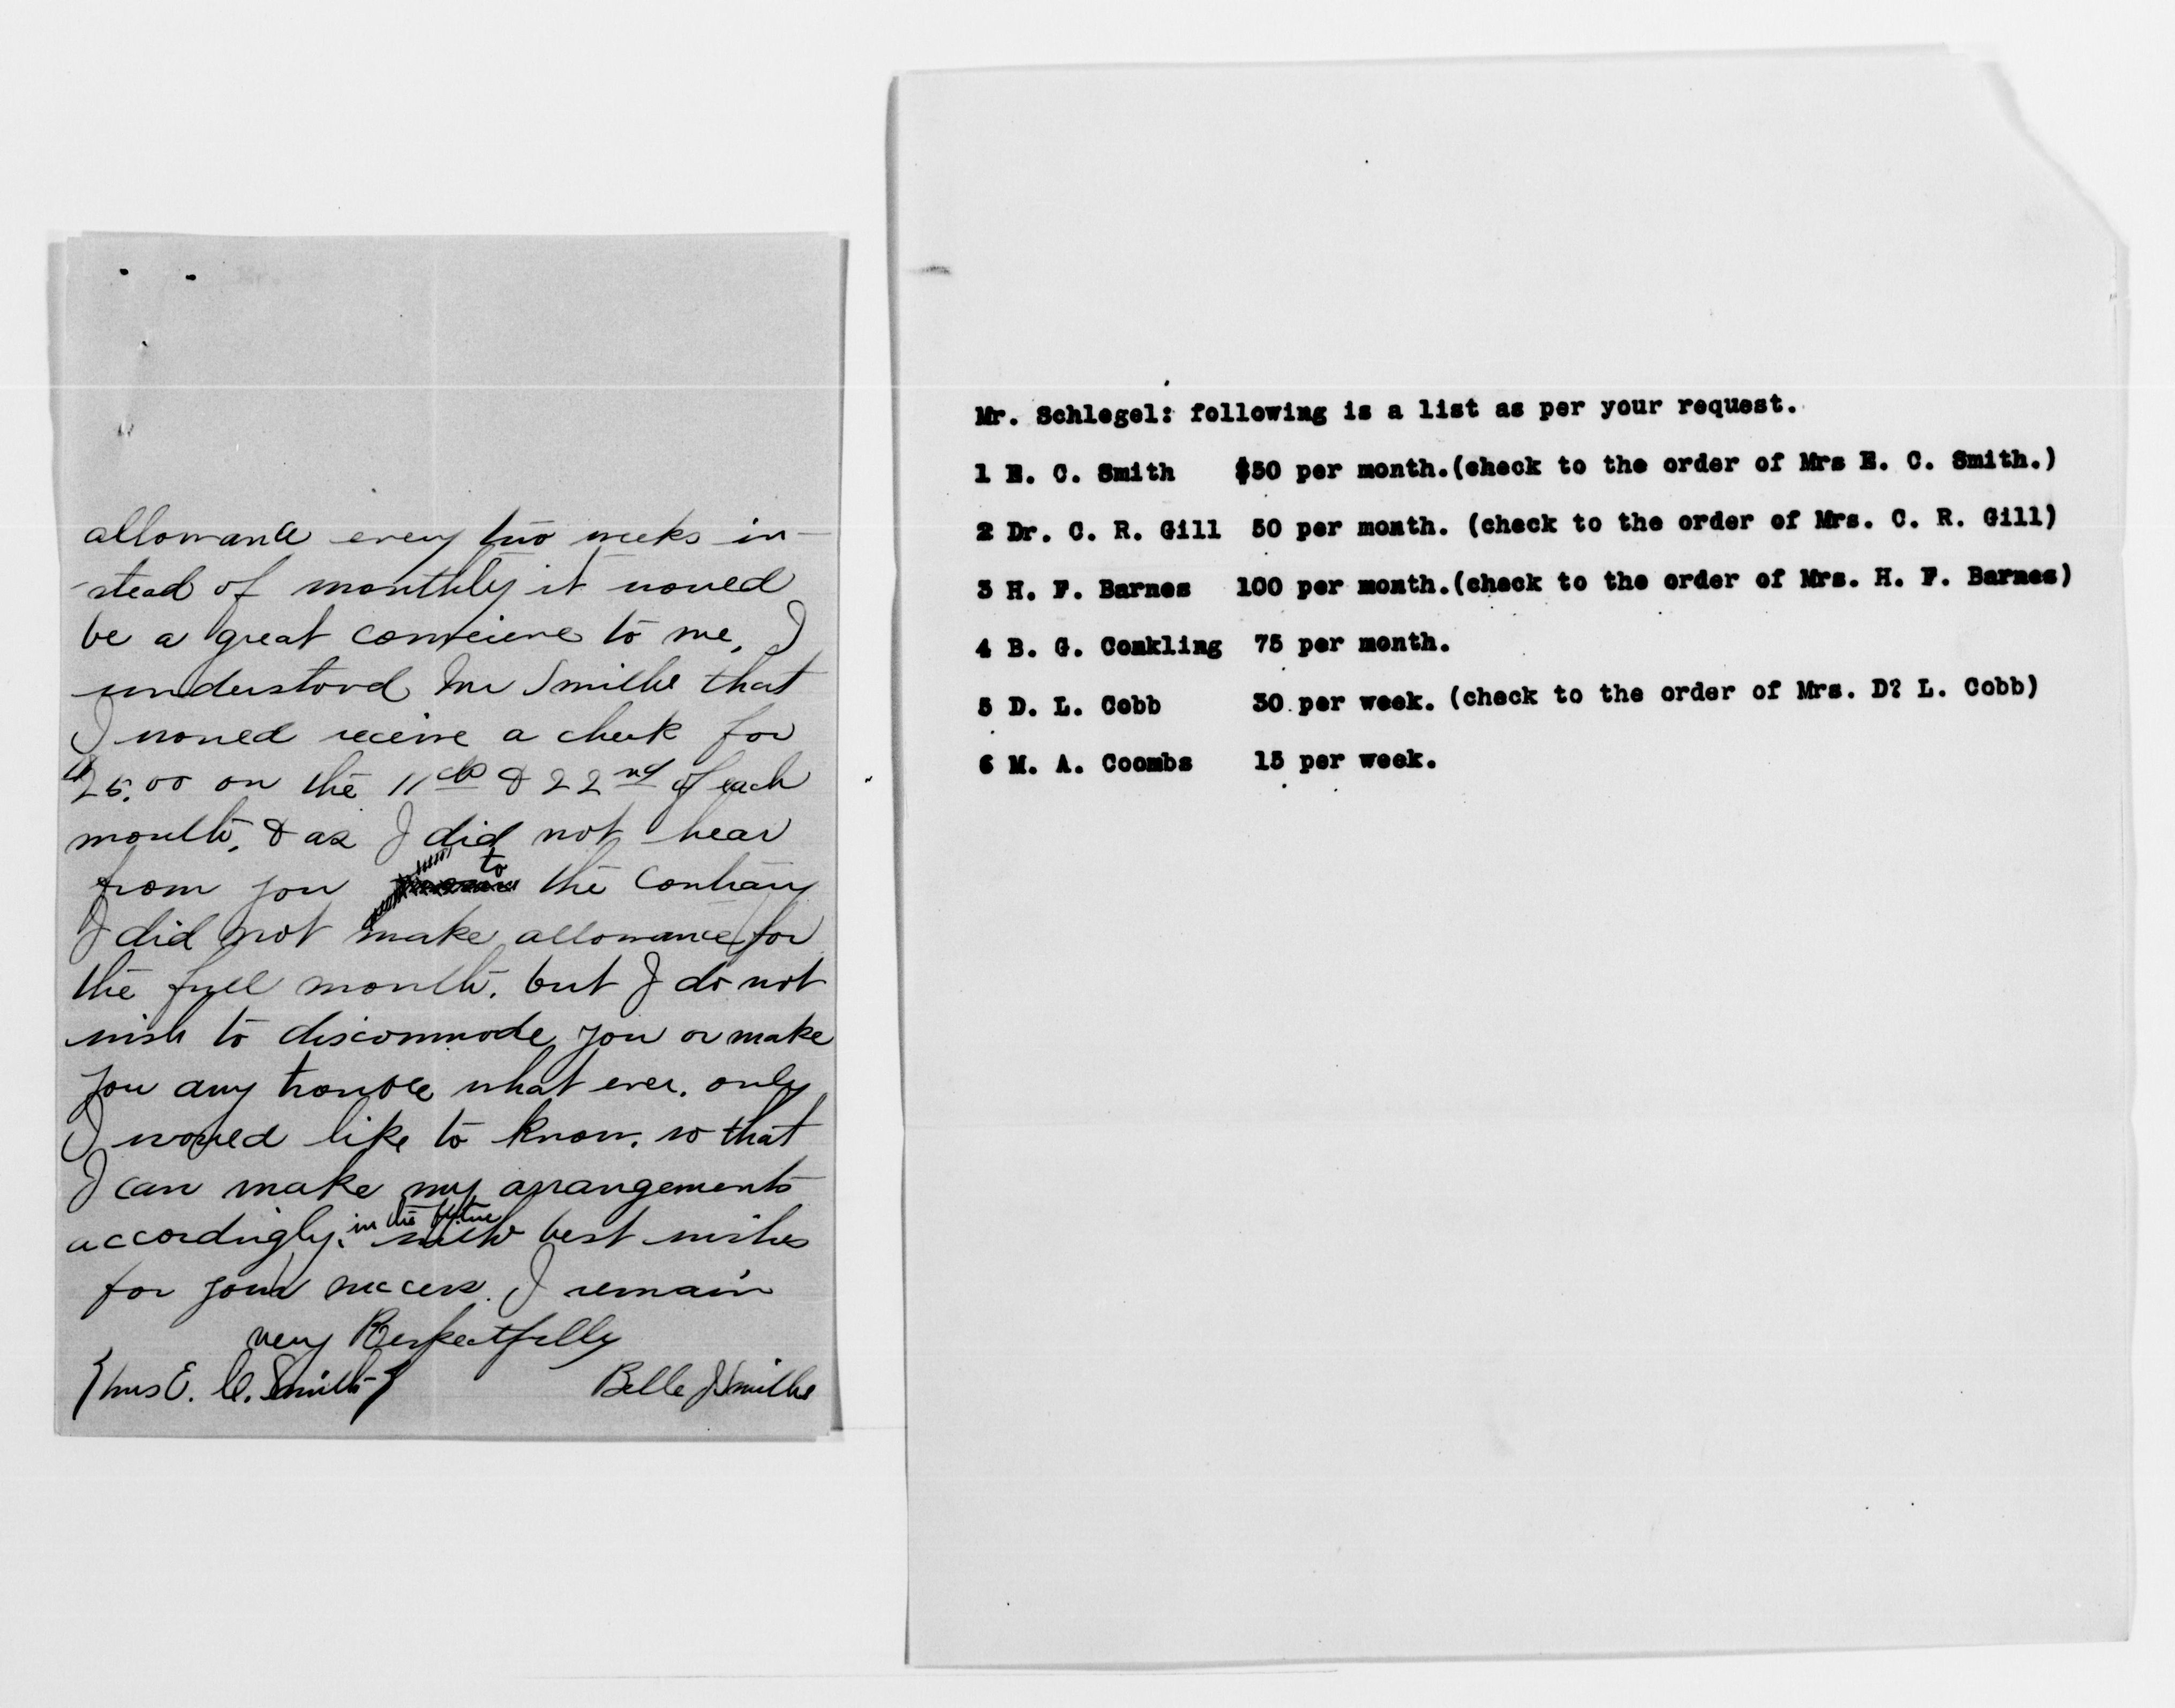 allowance every two weeks in-
-stead of monthly it would
be a great conveiene to me, I
understood Mr Smith that
I would receive a check for
$25.00 on the 11th & 22nd of each
month, & as I did not hear
from you to the contrary
I did not make allowance for
the full month. but I do not
wish to discommode you or make
you any trouble what ever. only
I would like to know. so that
I can make my arrangements
accordingly. in the future with best wishes
for your success. I remain
very Respectfully
{Mrs E. C. Smith} Belle Smith
Mr. Schlegel: following is a list as per your request.
1 E. C. Smith $50 per month.(check to the order of Mrs E. C. Smith.)
2 Dr. C. R. Gill 50 per month. (check to the order of Mrs. C. R. Gill)
3 H. F. Barnes 100 per month.(check to the order of Mrs. H. F. Barnes)
4 B. G. Conkling 75 per month.
5 D. L. Cobb 30 per week. (check to the order of Mrs. D? L. Cobb)
6 M. A. Coombs 15 per week.